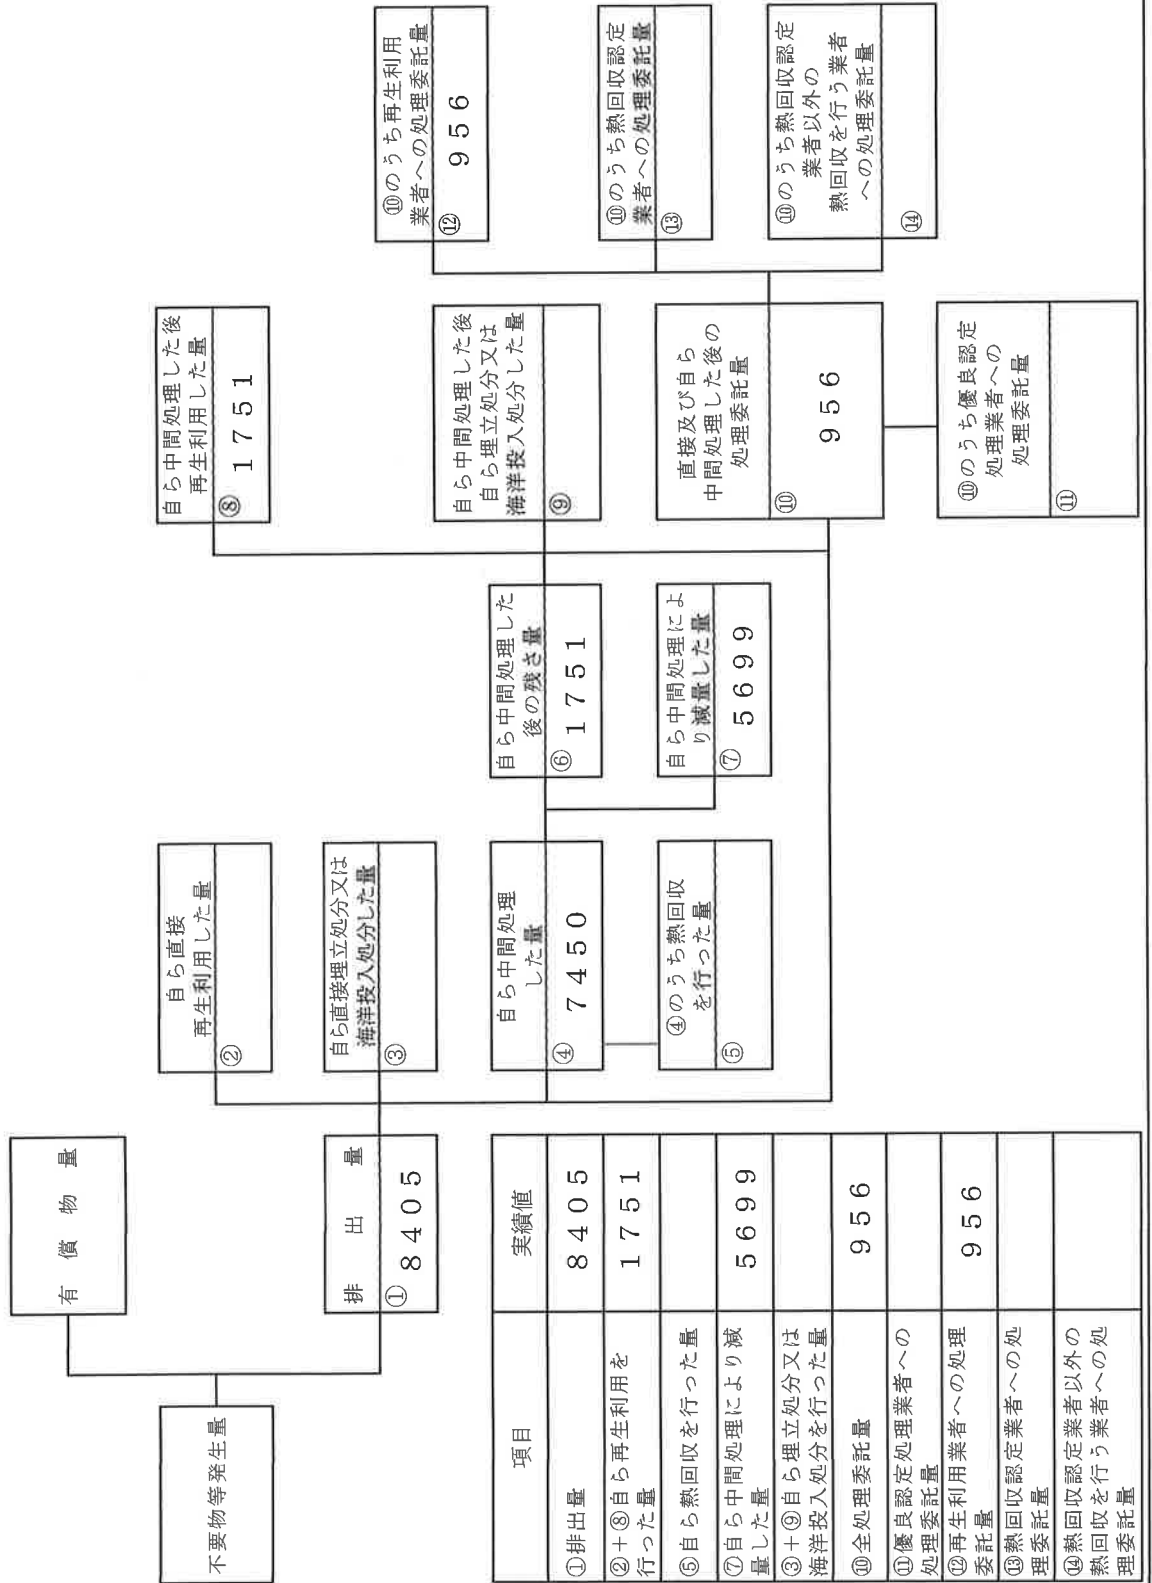 不要物等発生量
有償物量
排出量
① 8405
自ら直接
再生利用した量
②
自ら直接埋立処分又は
海洋投入処分した量
③
自ら中間処理
した量
④ 7450
④のうち熱回収
を行った量
⑤
自ら中間処理した
後の残さ量
⑥ 1751
自ら中間処理によ
り減量した量
⑦ 5699
自ら中間処理した後
再生利用した量
⑧ 1751
自ら中間処理した後
自ら埋立処分又は
海洋投入処分した量
⑨
直接及び自ら
中間処理した後の
処理委託量
⑩ 956
⑩のうち優良認定
処理業者への
処理委託量
⑪
⑩のうち再生利用
業者への処理委託量
⑫ 956
⑩のうち熱回収認定
業者への処理委託量
⑬
⑩のうち熱回収認定
業者以外の
熱回収を行う業者
への処理委託量
⑭
項目 実績値
①排出量 8405
②+⑧自ら再生利用を
行った量 1751
⑤自ら熱回収を行った量
⑦自ら中間処理により減
量した量 5699
③+⑨自ら埋立処分又は
海洋投入処分を行った量
⑩全処理委託量 956
⑪優良認定処理業者への
処理委託量
⑫再生利用業者への処理
委託量 956
⑬熱回収認定業者への処
理委託量
⑭熱回収認定業者以外の
熱回収を行う業者への処
理委託量